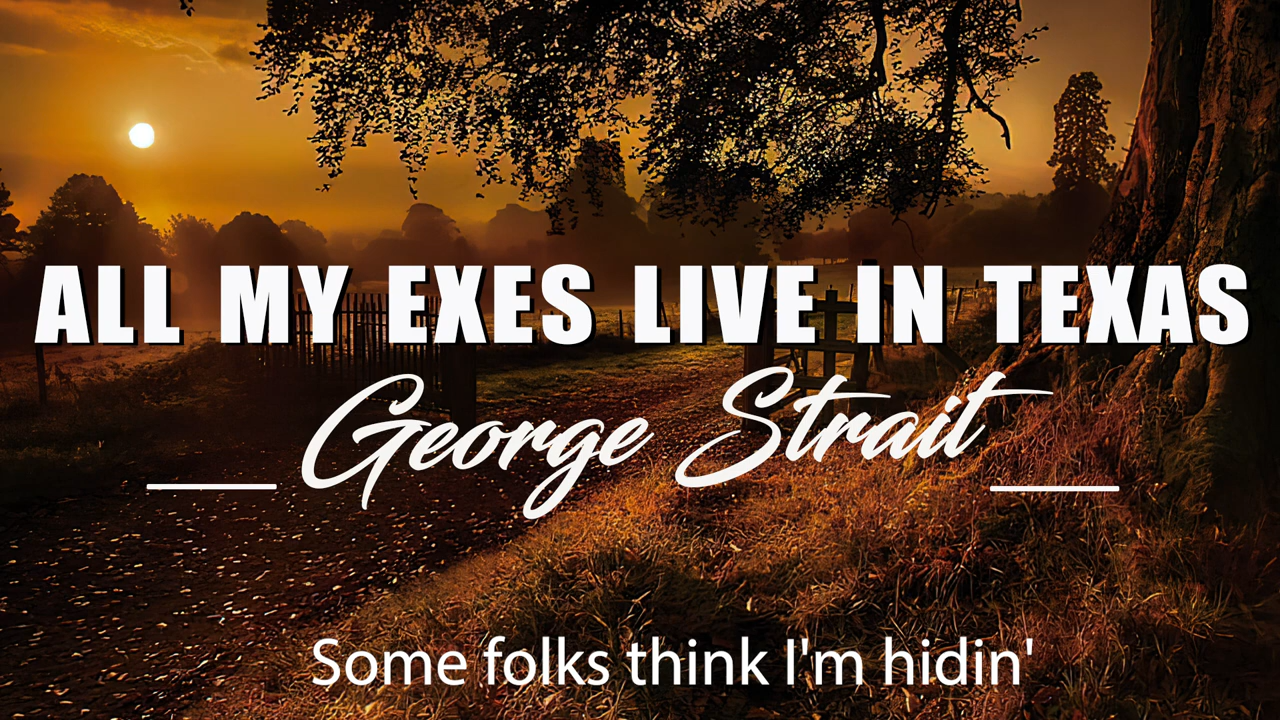 ALL MY EXES LIVE IN TEXAS
George Strait
Some folks think I'm hidin'